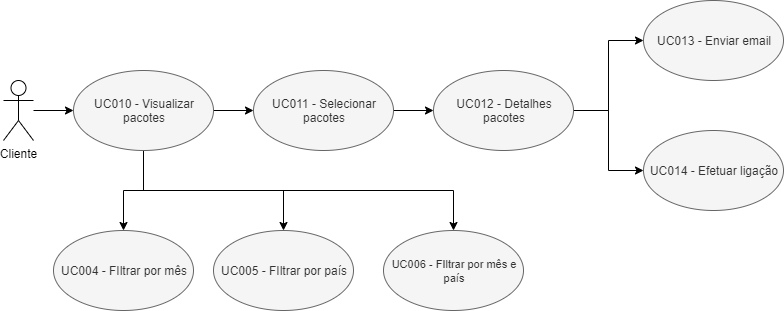 UC013 - Enviar email
UC010 - Visualizar
pacotes
UC011 - Selecionar
pacotes
UC012 - Detalhes
pacotes
Cliente
UC014 - Efetuar ligação
UC004 - FIltrar por mês
UC005 - FIltrar por país
UC006 - FIltrar por mês e
país